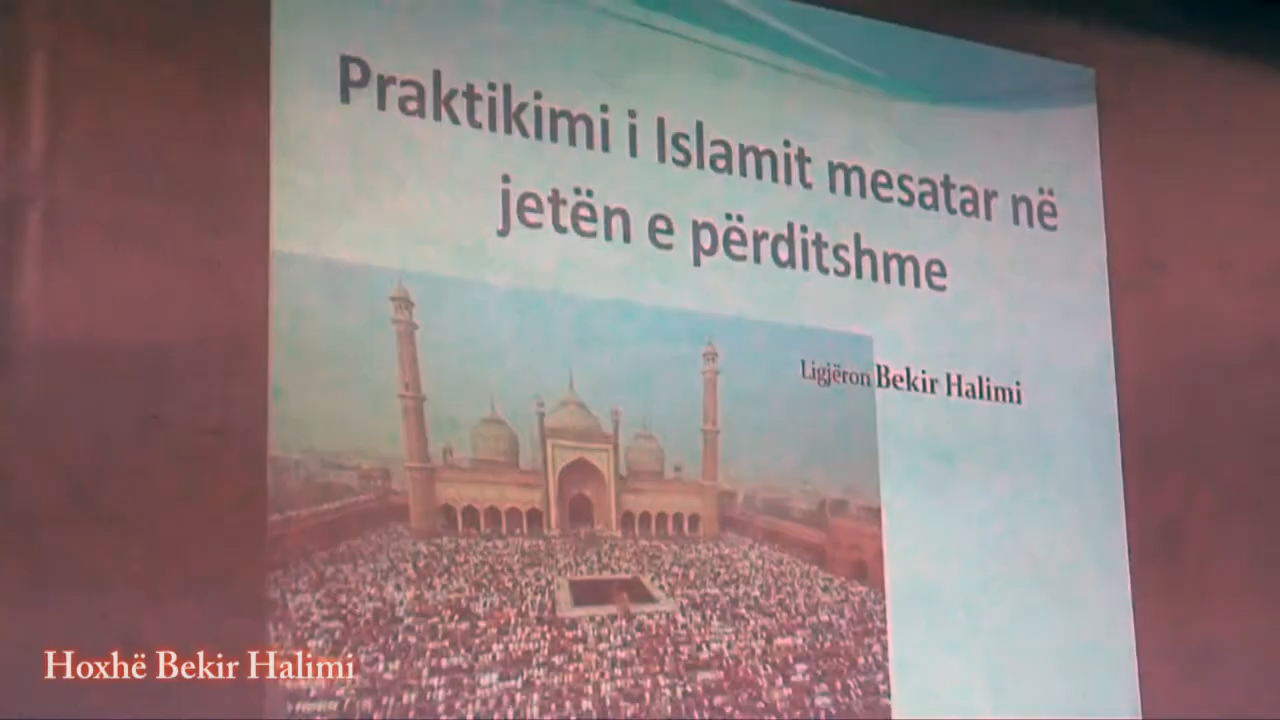 Praktikimi i Islamit mesatar në
jetën e përditshme
Ligjëron Bekir Halimi
Hoxhë Bekir Halimi